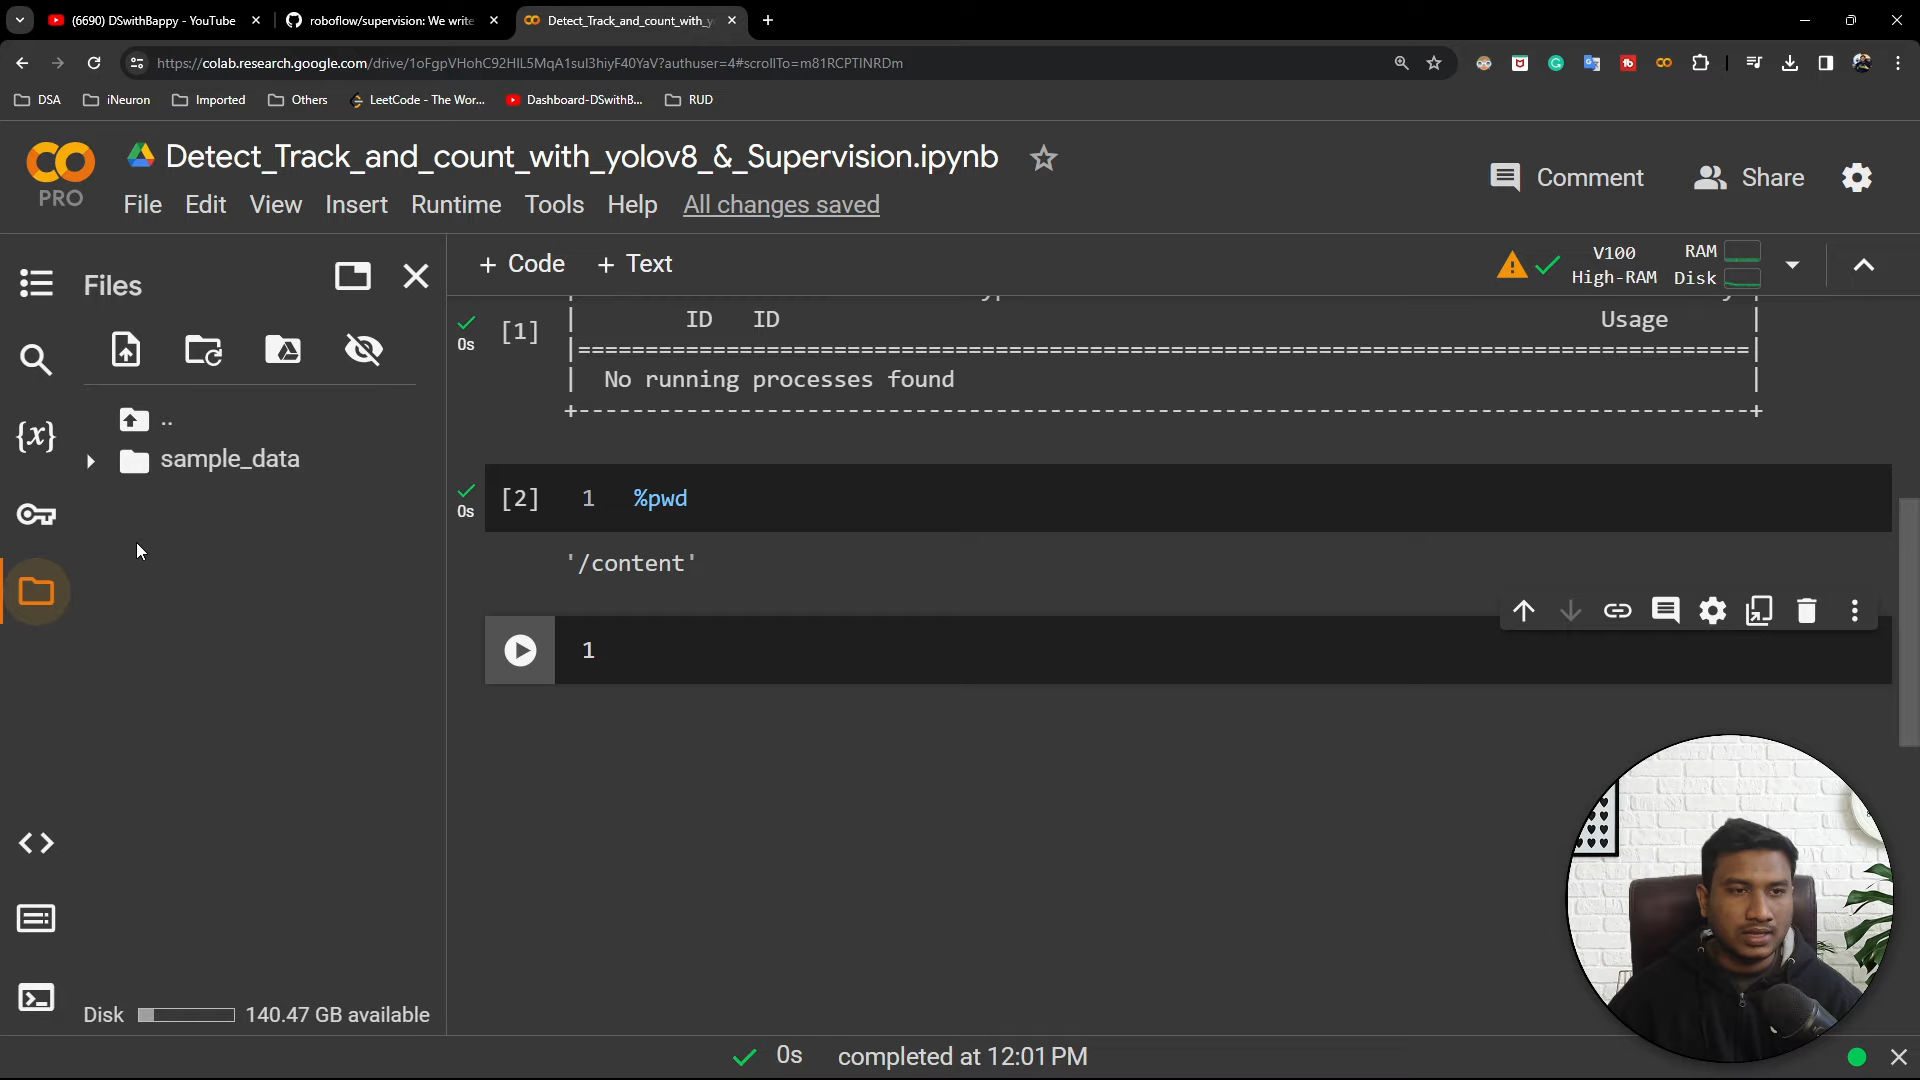 (6690) DSwithBappy - YouTube
roboflow/supervision: We write
Detect_Track_and_count_with_y
https://colab.research.google.com/drive/1oFgpVHohC92HIL5MqA1sul3hiyF40YaV?authuser=4#scrollTo=m81RCPTINRDm
DSA
iNeuron
Imported
Others
LeetCode - The Wor...
Dashboard-DSwithB...
RUD
PRO
Detect_Track_and_count_with_yolov8_&_Supervision.ipynb
File Edit View Insert Runtime Tools Help All changes saved
Comment
Share
Files
+ Code + Text
V100
High-RAM
RAM
Disk
..
sample_data
0s
[1]
| ID ID Usage |
|=============================================================================|
| No running processes found |
+-----------------------------------------------------------------------------+
0s
[2] 1 %pwd
'/content'
1
{x}
Disk 140.47 GB available
0s completed at 12:01 PM